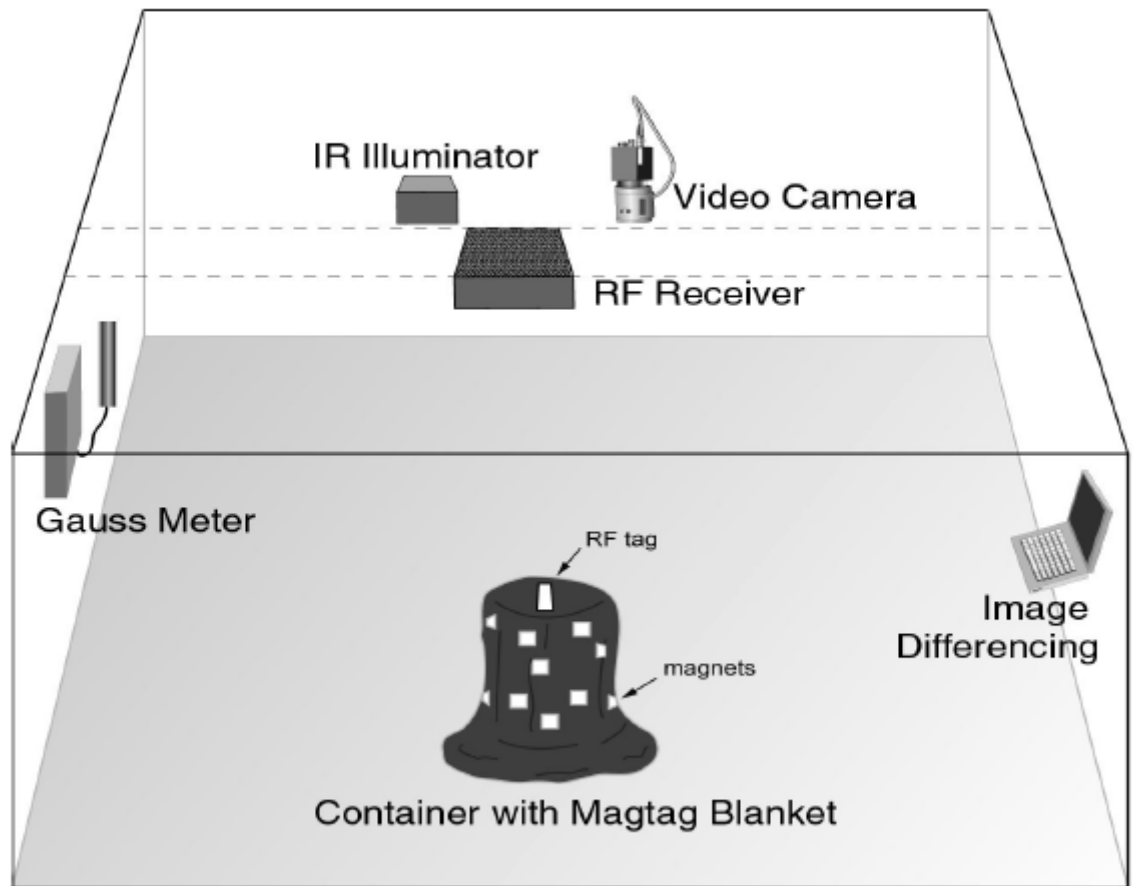 IR Illuminator
Video Camera
RF Receiver
Gauss Meter
RF tag
Image
Differencing
magnets
Container with Magtag Blanket